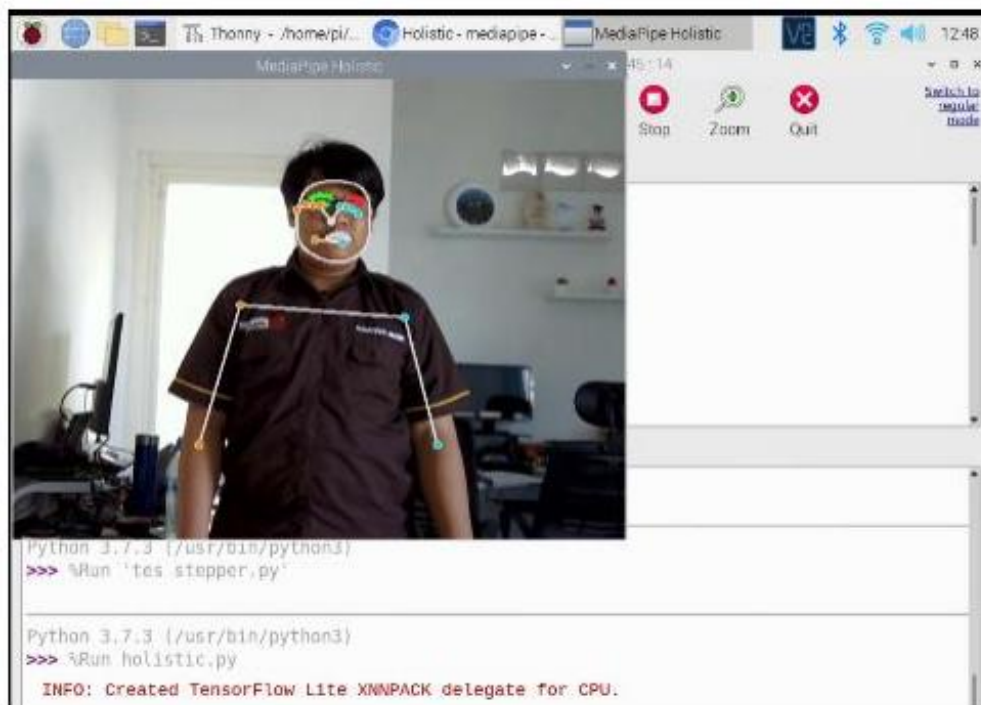 Thonny - /home/pi/...
Holistic - mediapipe - ...
MediaPipe Holistic
12:48
MediaPipe Holistic
45:14
Stop
Zoom
Quit
Switch to
regular
mode
Python 3.7.3 (/usr/bin/python3)
>>> %Run 'tes stepper.py'
Python 3.7.3 (/usr/bin/python3)
>>> %Run holistic.py
INFO: Created TensorFlow Lite XNNPACK delegate for CPU.